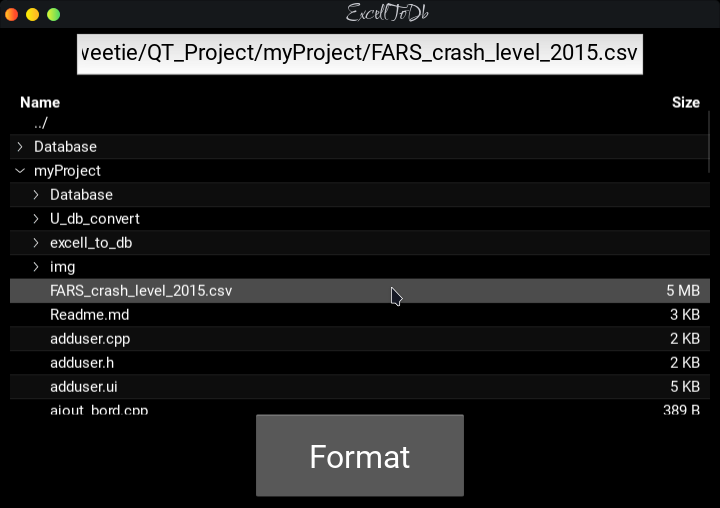 ExcellToDb
veetie/QT_Project/myProject/FARS_crash_level_2015.csv
Name Size
../
Database
myProject
Database
U_db_convert
excell_to_db
img
FARS_crash_level_2015.csv 5 MB
Readme.md 3 KB
adduser.cpp 2 KB
adduser.h 2 KB
adduser.ui 5 KB
ajout_bord.cpp 389 B
Format